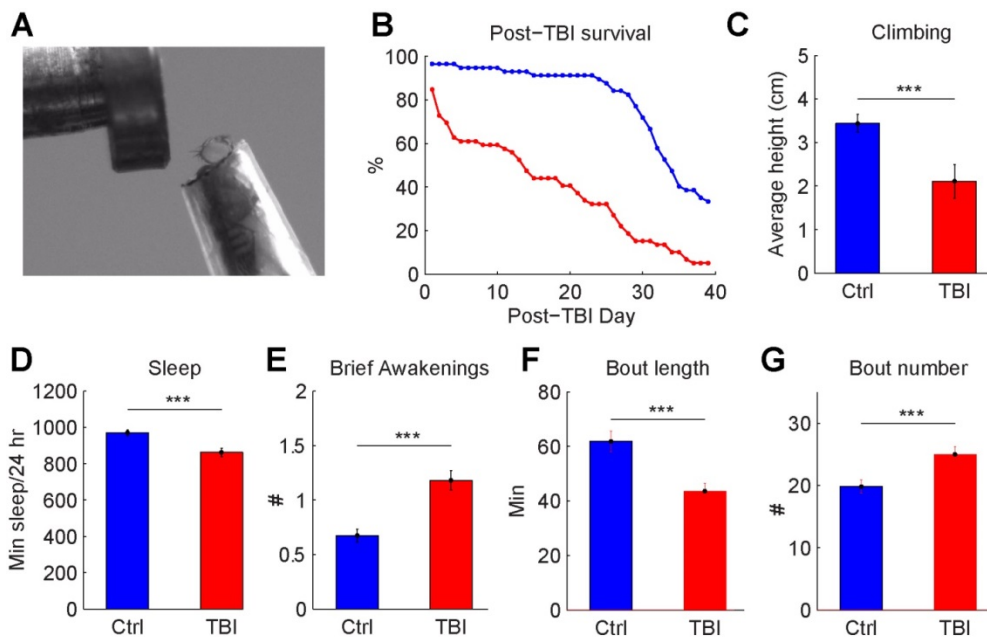 A
B
Post−TBI survival
%
100
80
60
40
20
0
0
10
20
30
40
Post−TBI Day
C
Climbing
Average height (cm)
5
4
3
2
1
0
***
Ctrl
TBI
D
Sleep
Min sleep/24 hr
1200
1000
800
600
400
200
0
***
Ctrl
TBI
E
Brief Awakenings
#
2
1.5
1
0.5
0
***
Ctrl
TBI
F
Bout length
Min
80
60
40
20
0
***
Ctrl
TBI
G
Bout number
#
30
20
10
0
***
Ctrl
TBI